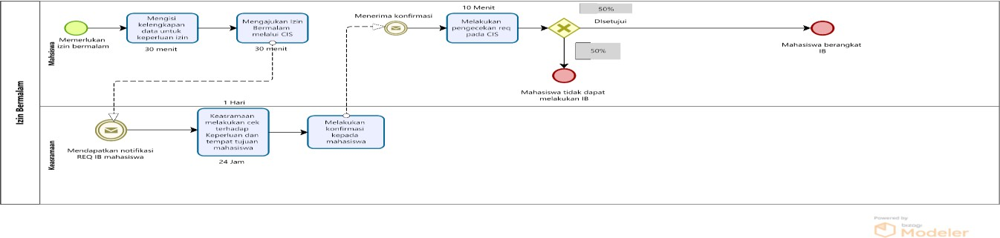 Izin Bermalam
Mahsiswa
Memerlukan
izin bermalam
Mengisi
kelengkapan
data untuk
keperluan izin
30 menit
Mengajukan Izin
Bermalam
melalui CIS
30 menit
Menerima konfirmasi
10 Menit
Melakukan
pengecekan req
pada CIS
50%
DIsetujui
50%
Mahasiswa tidak dapat
melakukan IB
Mahasiswa berangkat
IB
Keasramaan
Mendapatkan notifikasi
REQ IB mahasiswa
1 Hari
Keasramaan
melakukan cek
terhadap
Keperluan dan
tempat tujuan
mahasiswa
24 Jam
Melakukan
konfirmasi
kepada
mahasiswa
Powered by
bizagi
Modeler